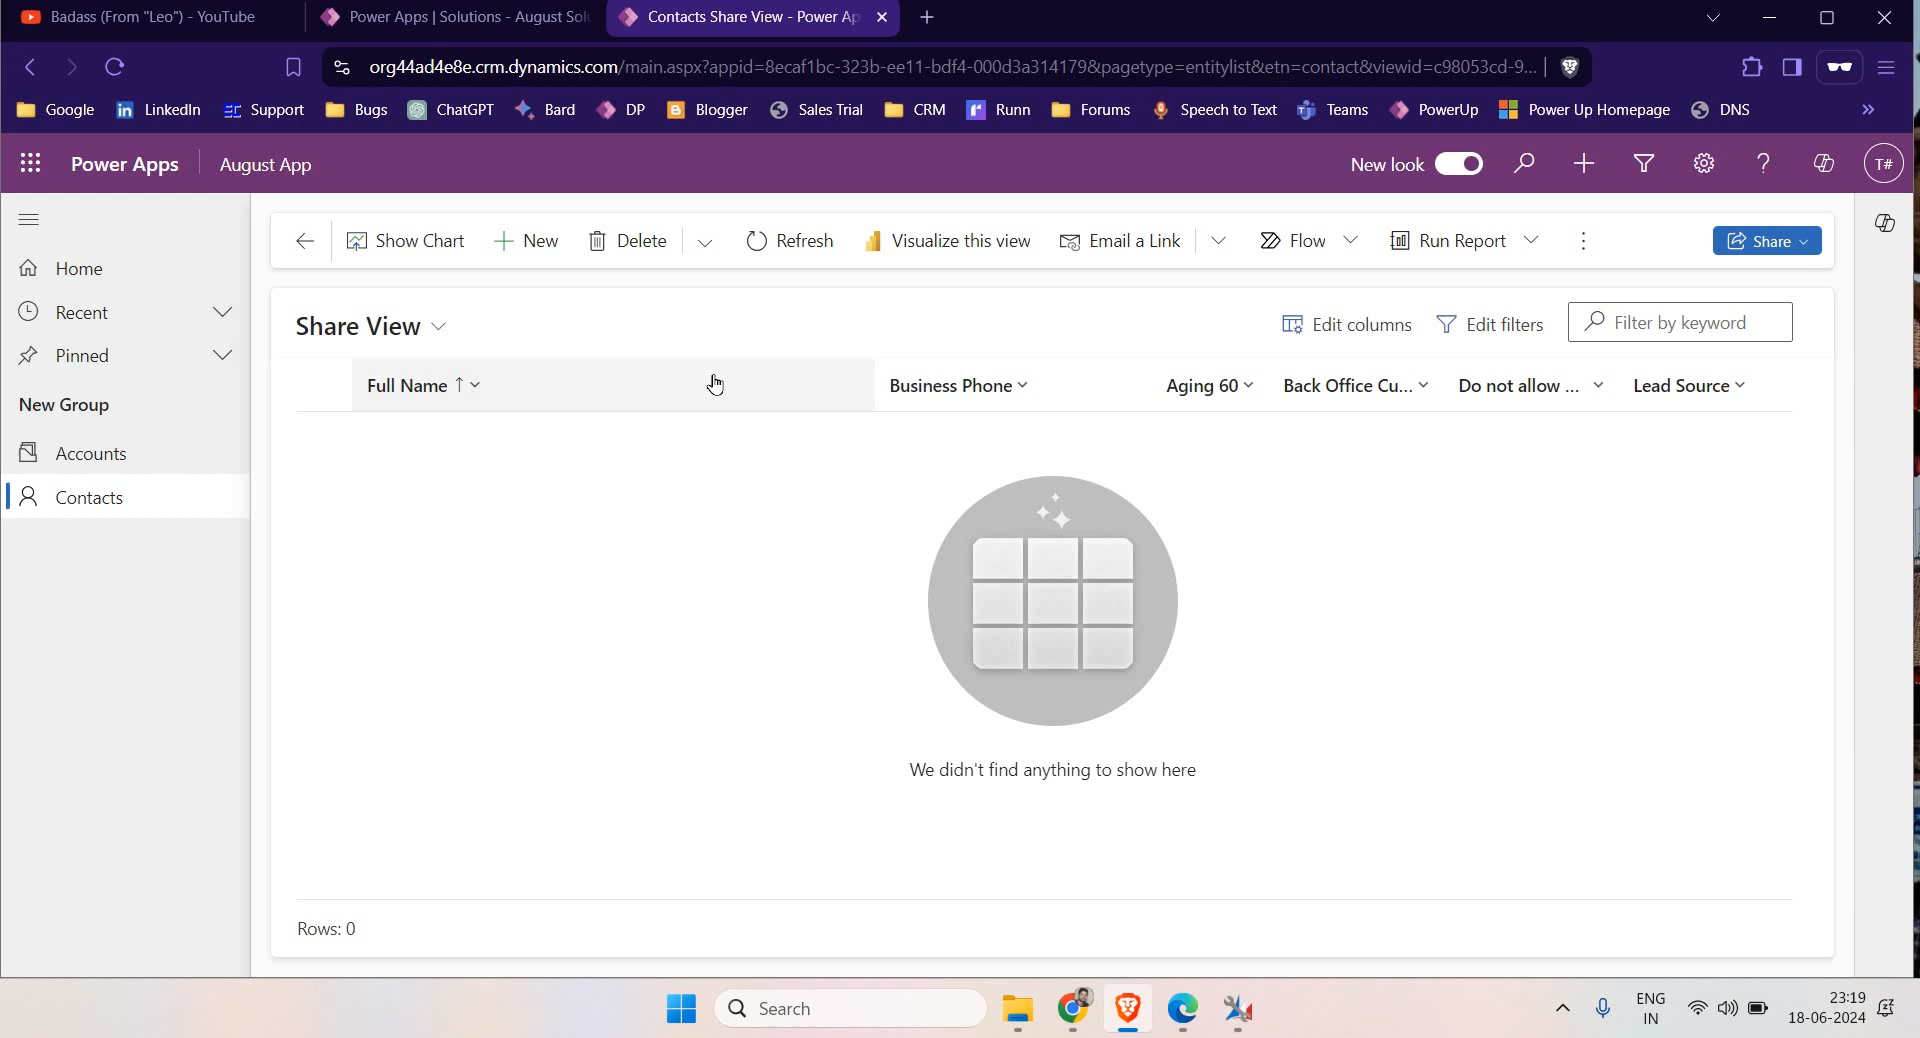 Badass (From "Leo") - YouTube
Power Apps | Solutions - August Solu
Contacts Share View - Power Ap
org44ad4e8e.crm.dynamics.com/main.aspx?appid=8ecaf1bc-323b-ee11-bdf4-000d3a314179&pagetype=entitylist&etn=contact&viewid=c98053cd-9...
Google LinkedIn Support Bugs ChatGPT Bard DP Blogger Sales Trial CRM Runn Forums Speech to Text Teams PowerUp Power Up Homepage DNS
Power Apps August App New look T#
Show Chart New Delete Refresh Visualize this view Email a Link Flow Run Report Share
Home
Recent
Pinned
New Group
Accounts
Contacts
Share View Edit columns Edit filters Filter by keyword
Full Name Business Phone Aging 60 Back Office Cu... Do not allow ... Lead Source
We didn't find anything to show here
Rows: 0
Search
ENG
IN
23:19
18-06-2024